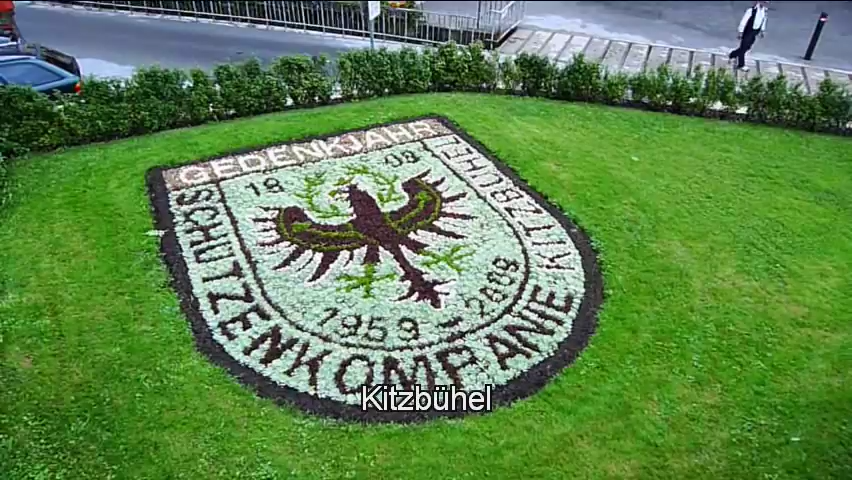 GEDENKJAHR
18 09
SCHÜTZENKOMPANIE KITZBÜHEL
1959 - 2009
Kitzbühel